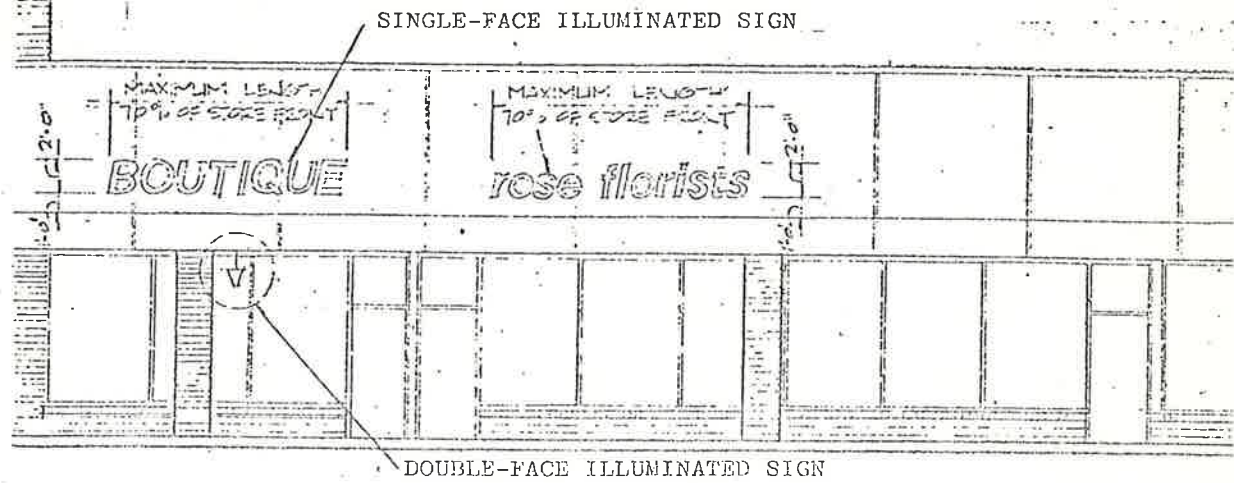 SINGLE-FACE ILLUMINATED SIGN
MAXIMUM LENGTH
70% OF STORE FRONT
MAXIMUM LENGTH
70% OF STORE FRONT
2'-0"
BOUTIQUE
rose florists
2'-0"
DOUBLE-FACE ILLUMINATED SIGN